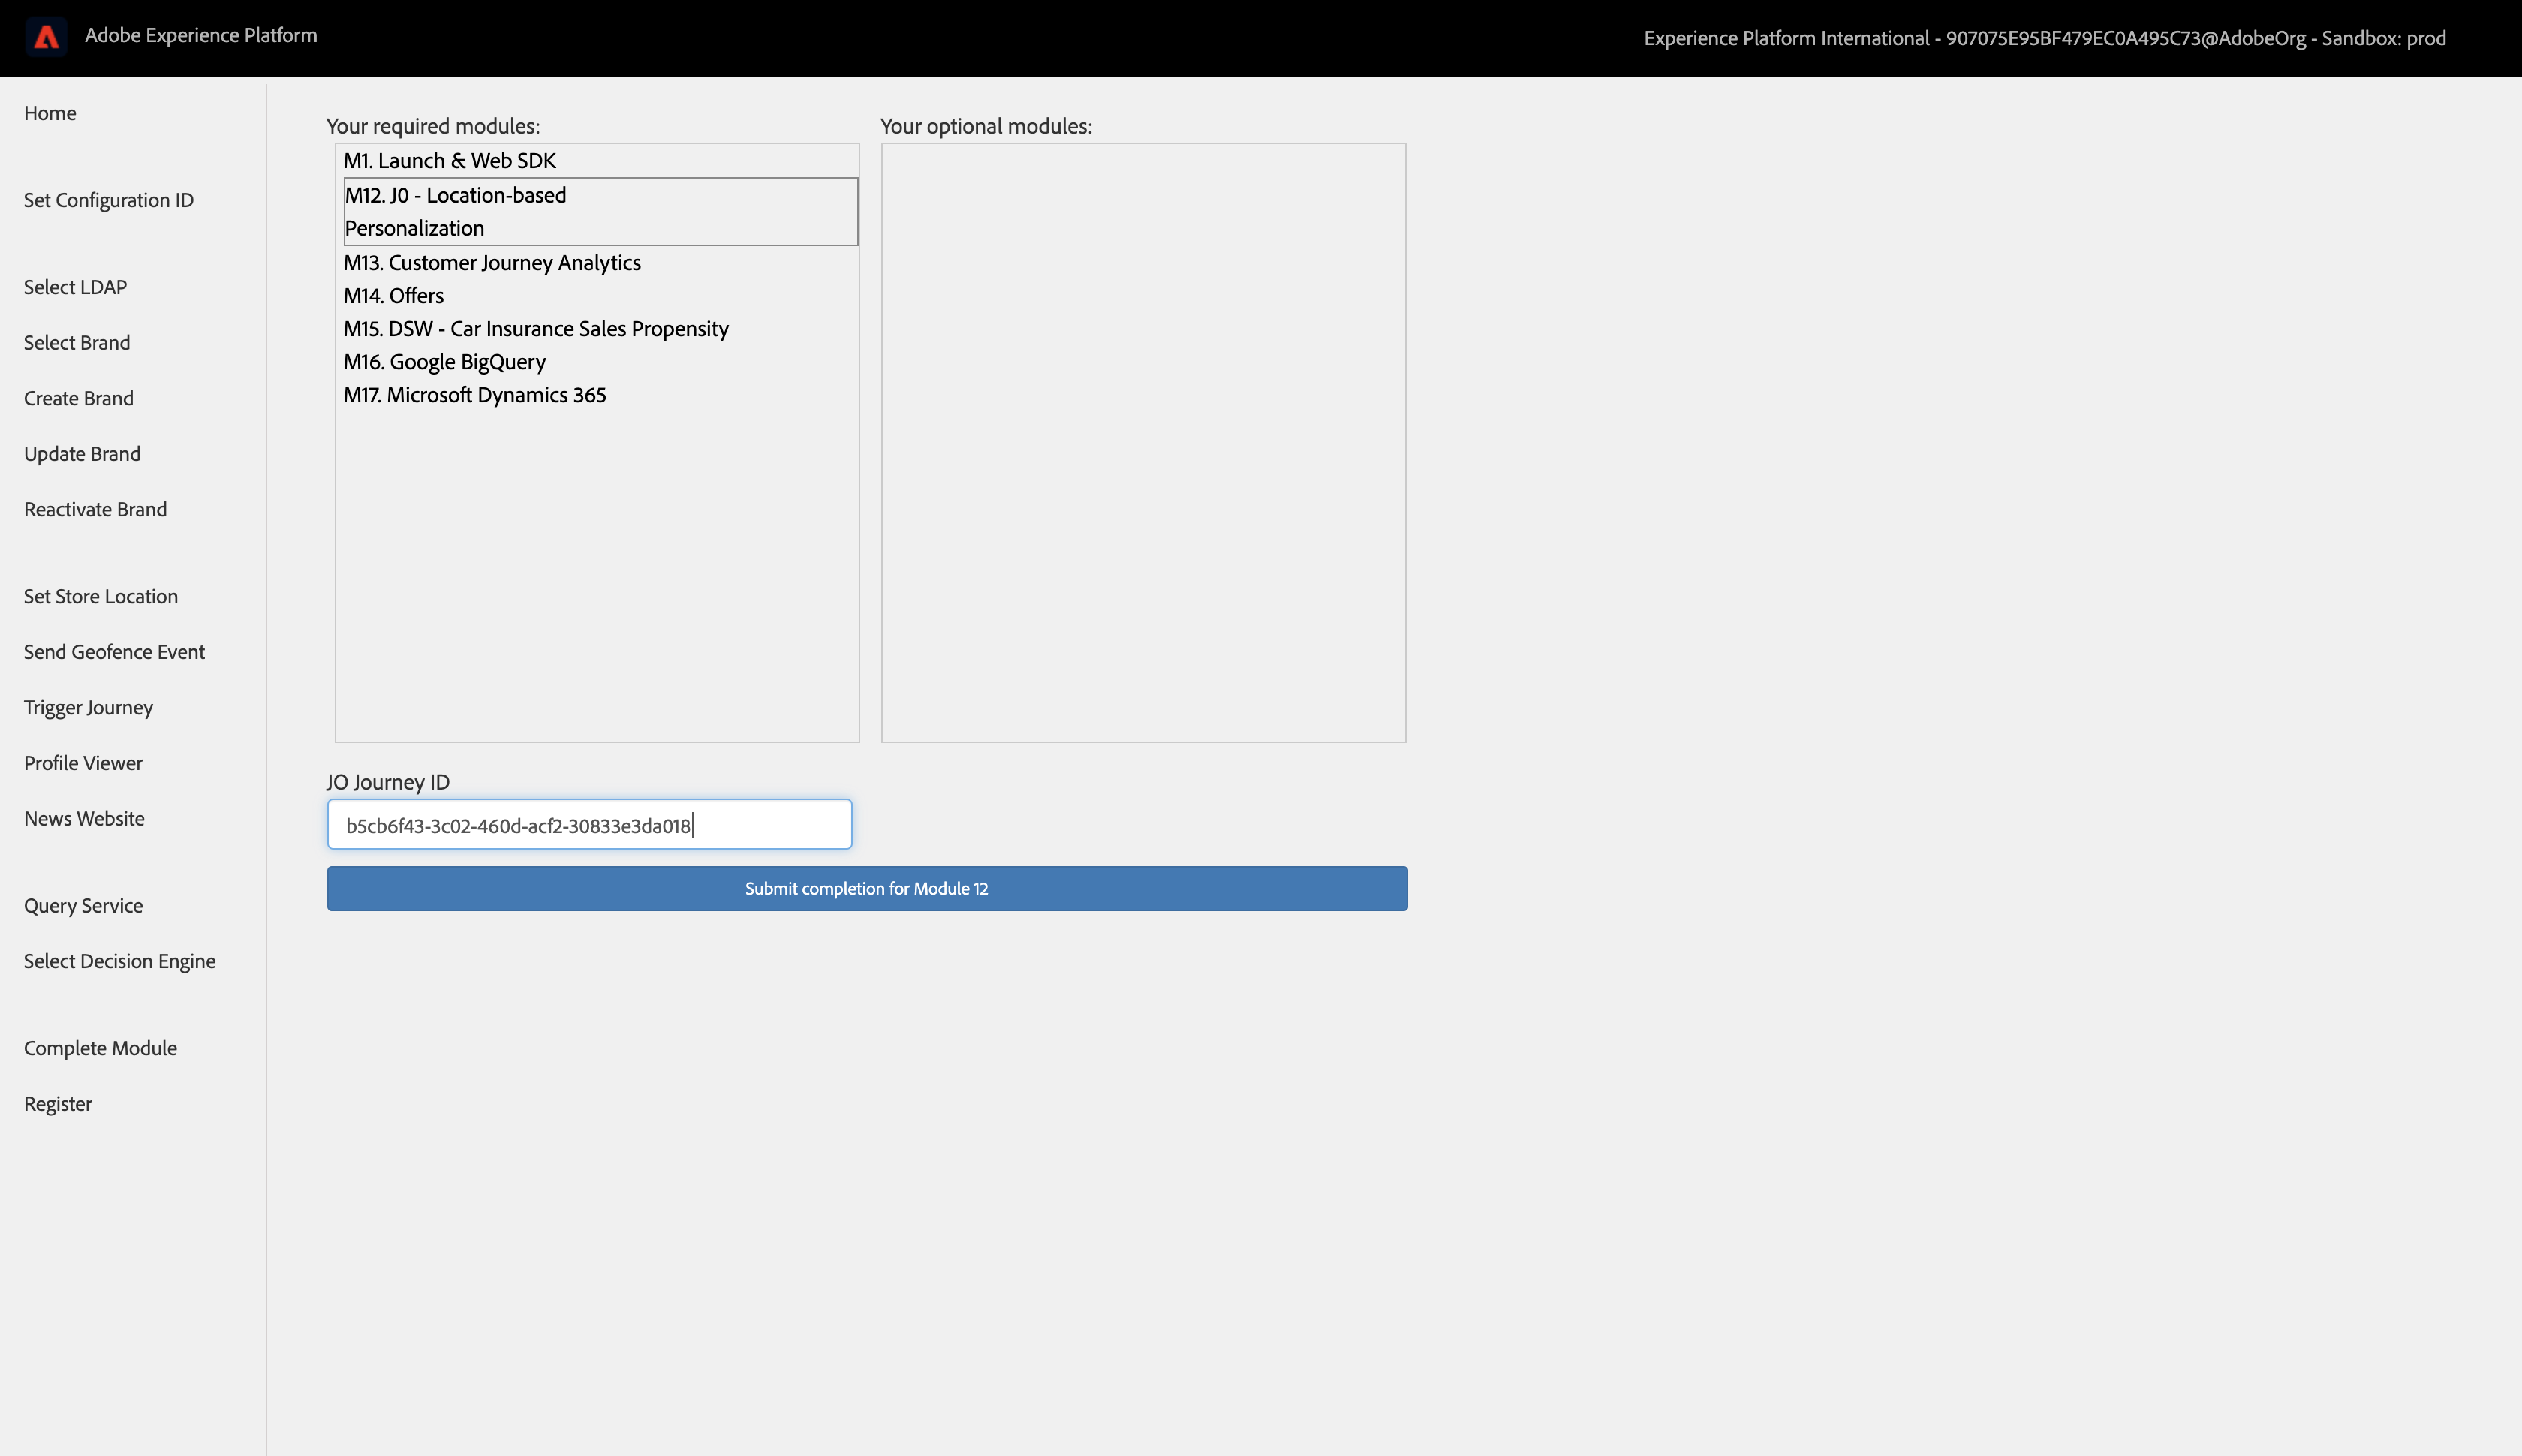 Adobe Experience Platform
Experience Platform International - 907075E95BF479EC0A495C73@AdobeOrg - Sandbox: prod
Home
Set Configuration ID
Select LDAP
Select Brand
Create Brand
Update Brand
Reactivate Brand
Set Store Location
Send Geofence Event
Trigger Journey
Profile Viewer
News Website
Query Service
Select Decision Engine
Complete Module
Register
Your required modules:
M1. Launch & Web SDK
M12. J0 - Location-based
Personalization
M13. Customer Journey Analytics
M14. Offers
M15. DSW - Car Insurance Sales Propensity
M16. Google BigQuery
M17. Microsoft Dynamics 365
Your optional modules:
JO Journey ID
b5cb6f43-3c02-460d-acf2-30833e3da018
Submit completion for Module 12